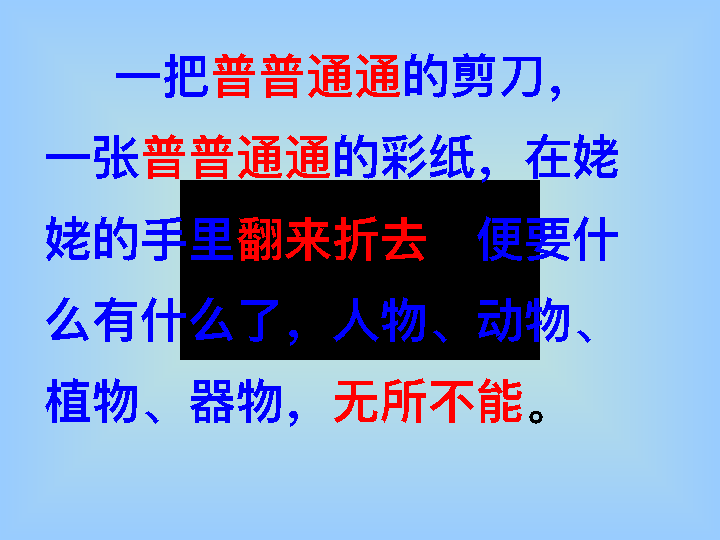 一把普普通通的剪刀，
一张普普通通的彩纸，在姥
姥的手里翻来折去 便要什
么有什么了，人物、动物、
植物、器物，无所不能。